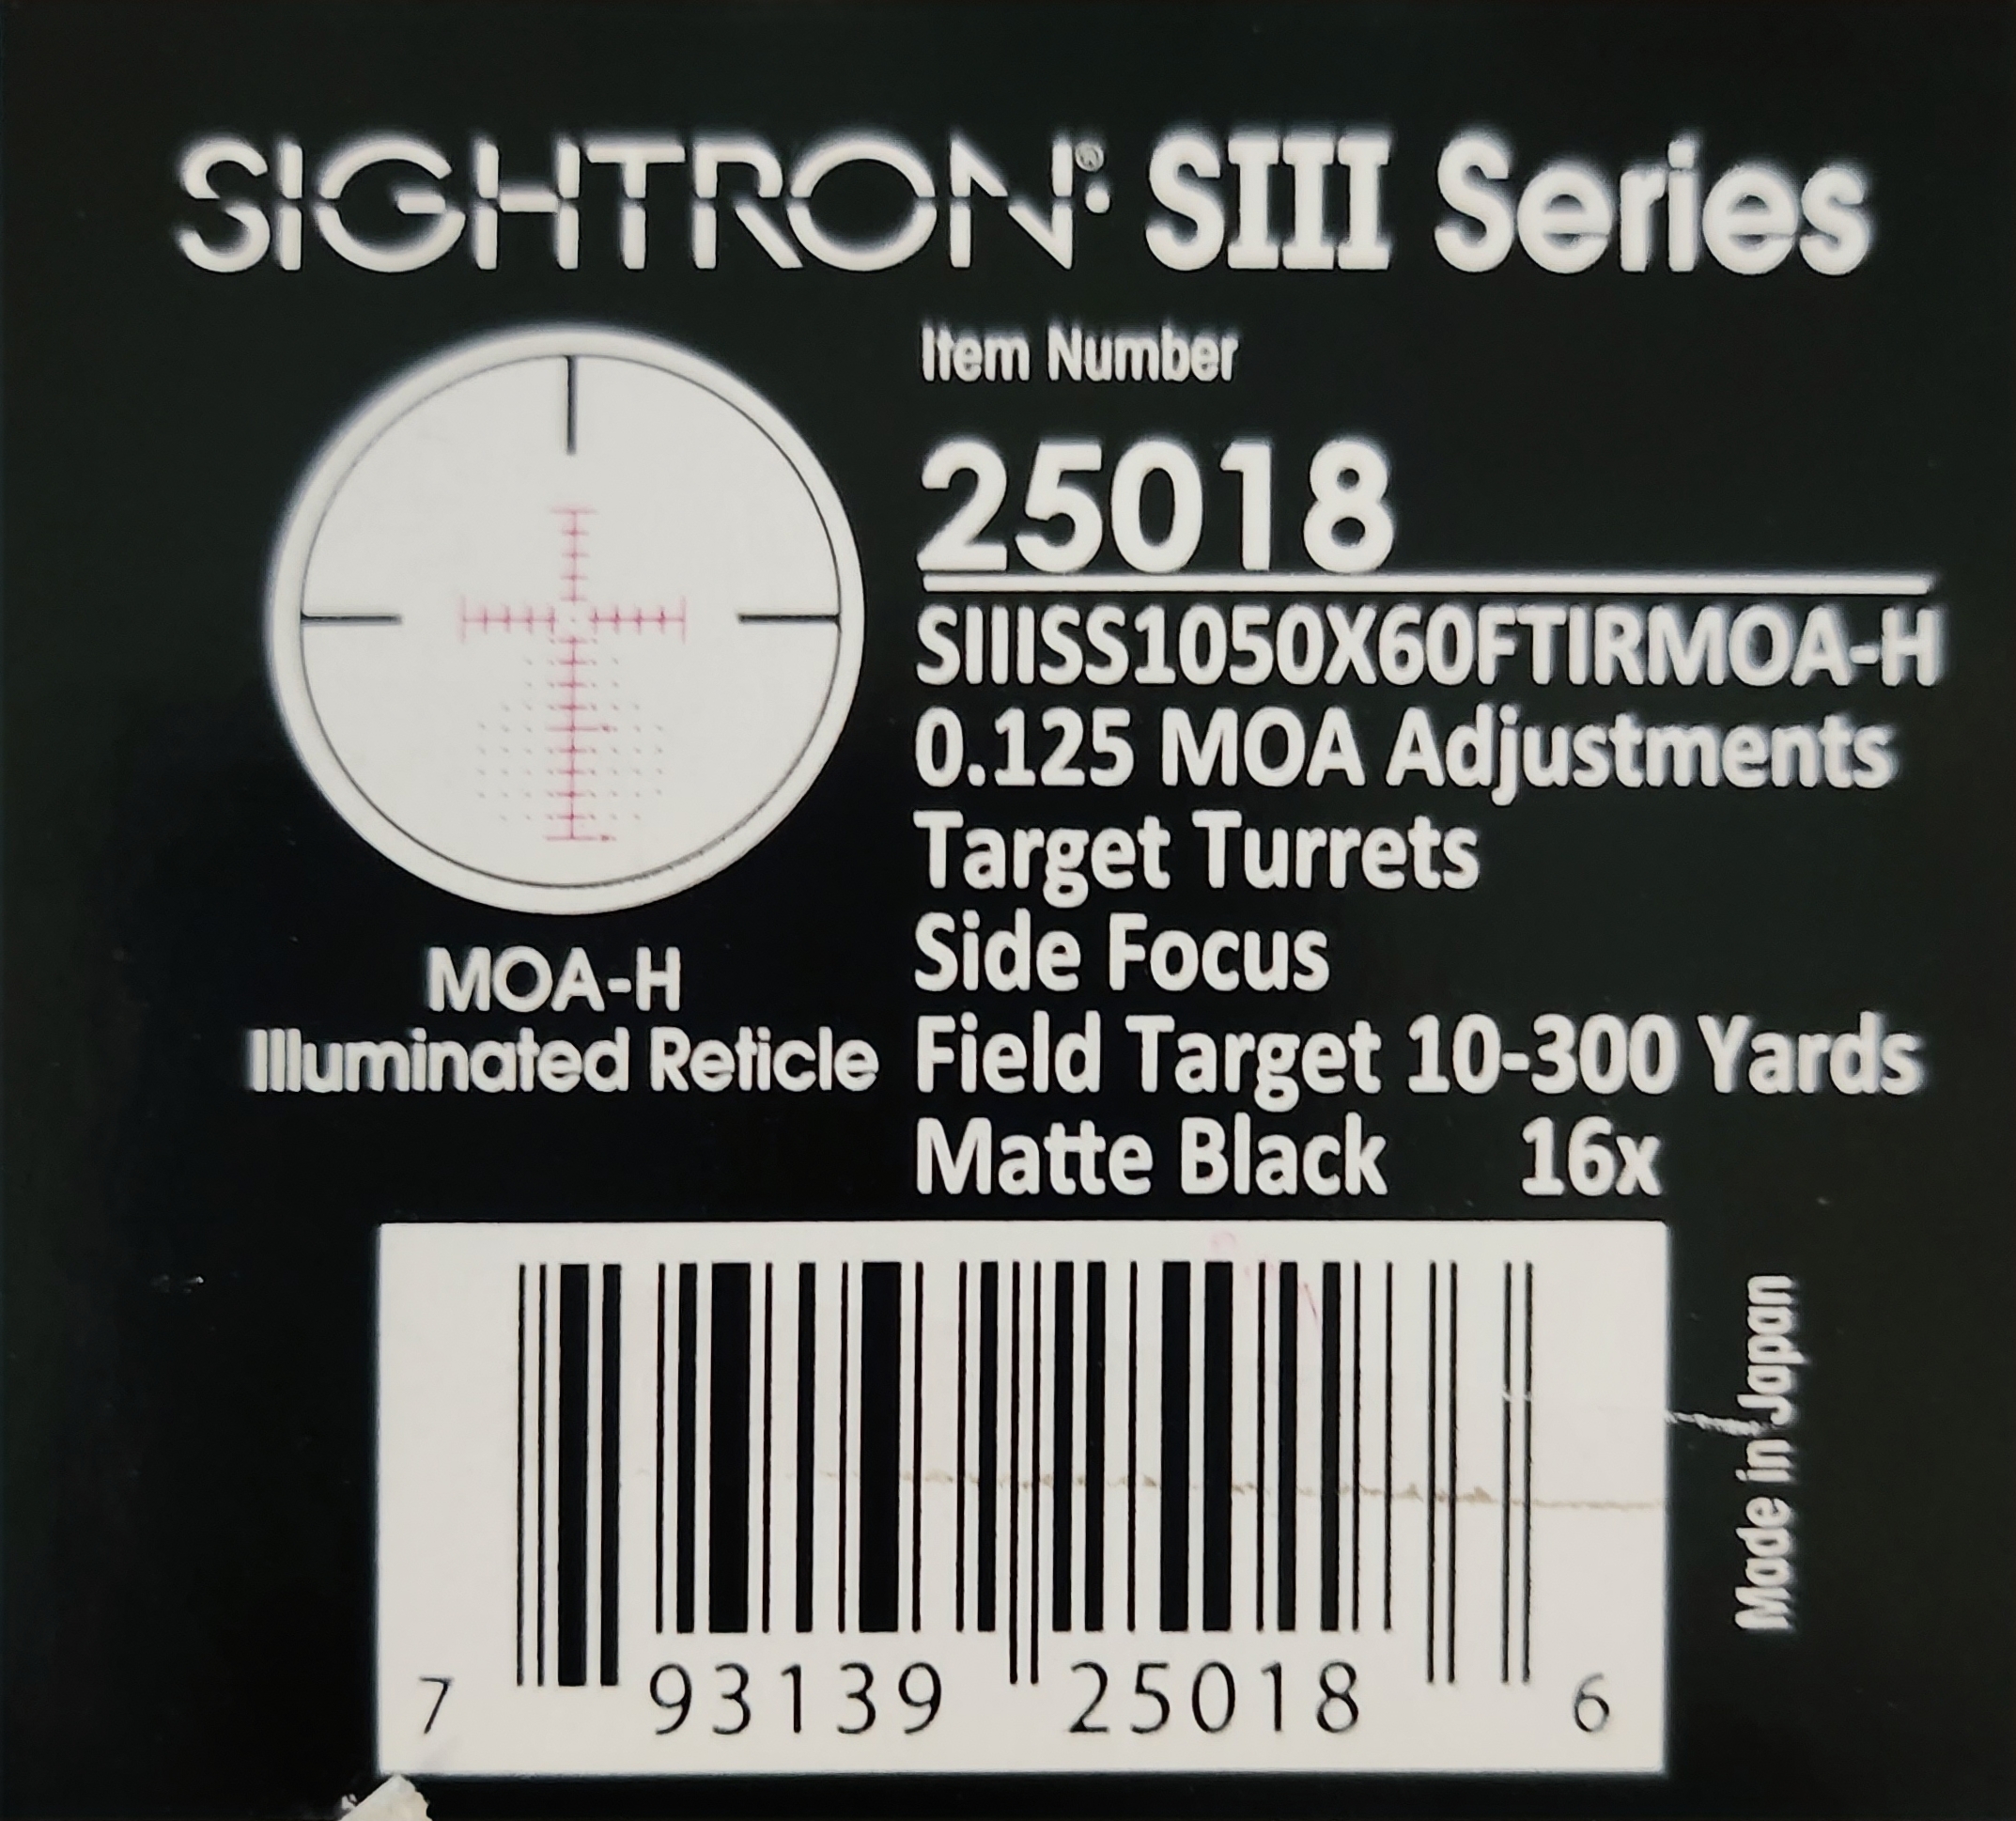 SIGHTRON® SIII Series
Item Number
25018
SIIISS1050X60FTIRMOA-H
0.125 MOA Adjustments
Target Turrets
Side Focus
Field Target 10-300 Yards
Matte Black 16x
MOA-H
Illuminated Reticle
Made in Japan
7 93139 25018 6